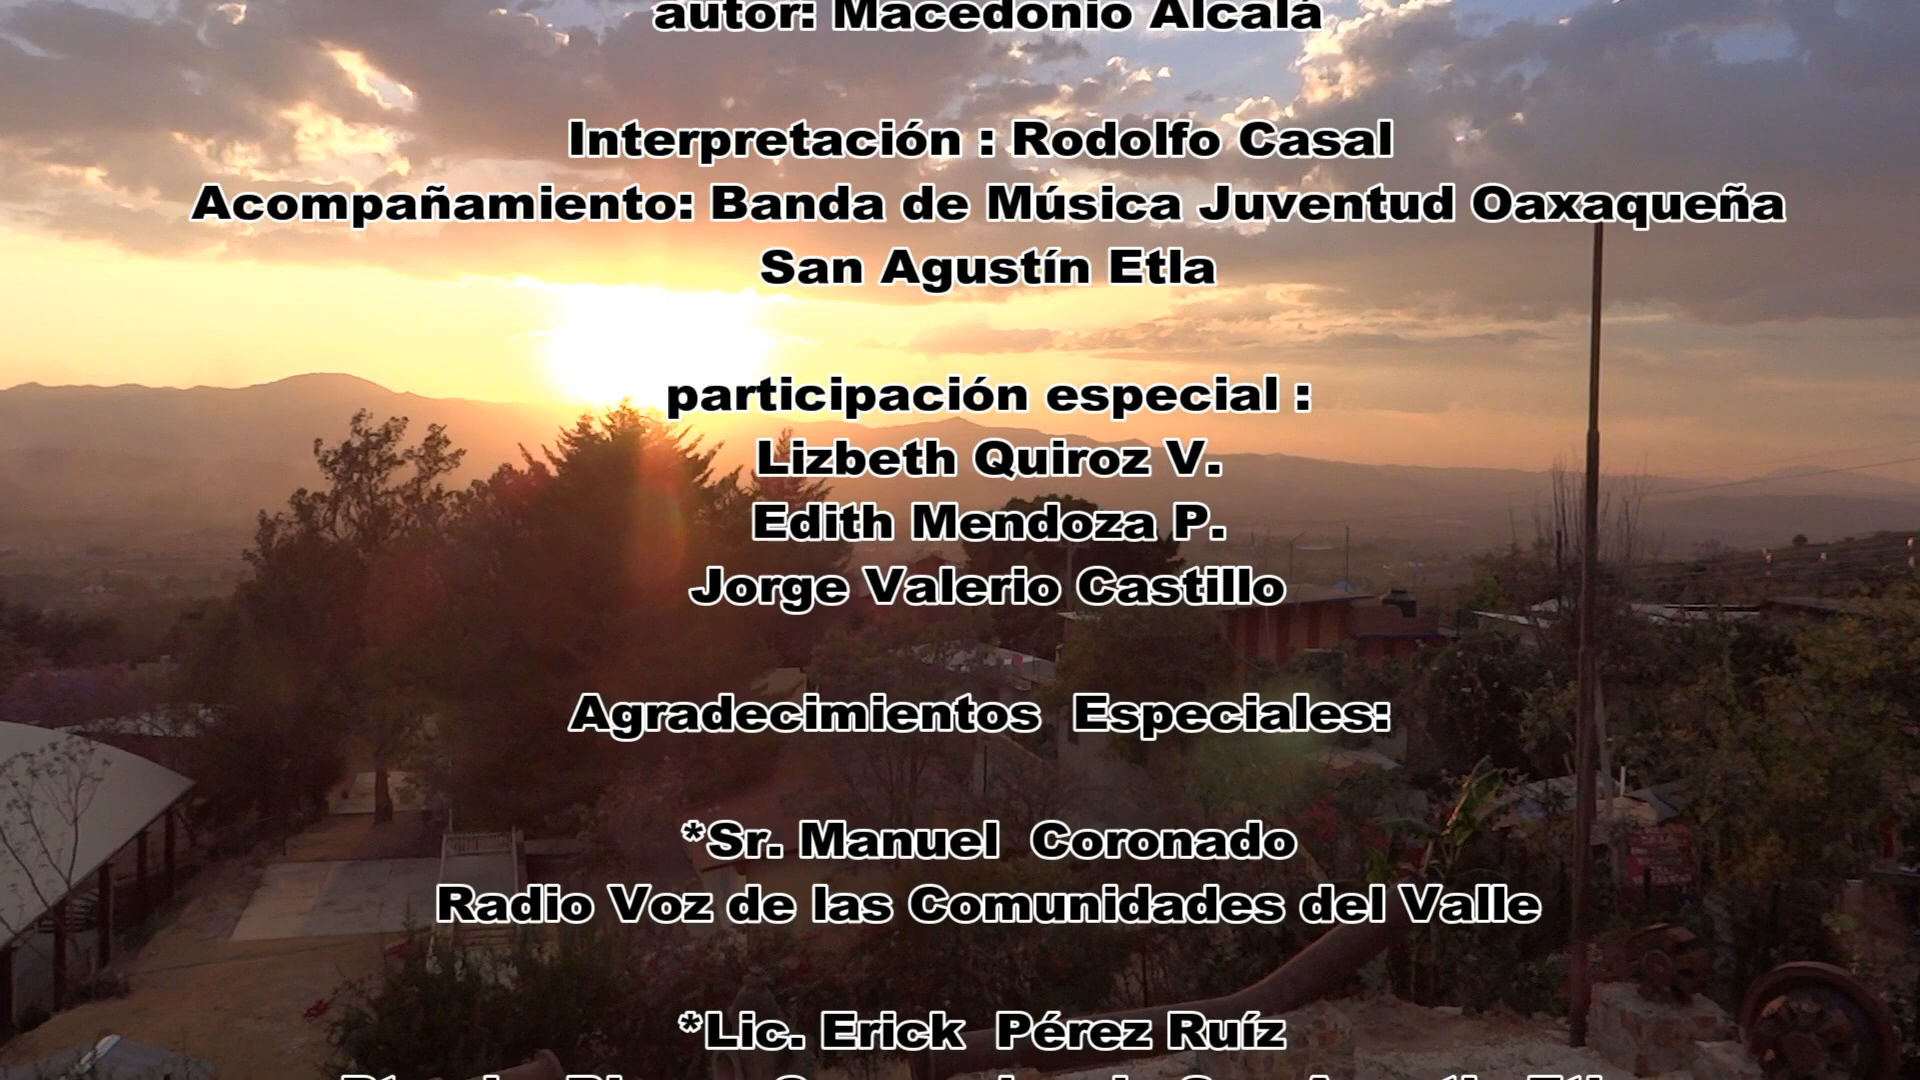 autor: Macedonio Alcalá
Interpretación : Rodolfo Casal
Acompañamiento: Banda de Música Juventud Oaxaqueña
San Agustín Etla
participación especial :
Lizbeth Quiroz V.
Edith Mendoza P.
Jorge Valerio Castillo
Agradecimientos Especiales:
*Sr. Manuel Coronado
Radio Voz de las Comunidades del Valle
*Lic. Erick Pérez Ruíz